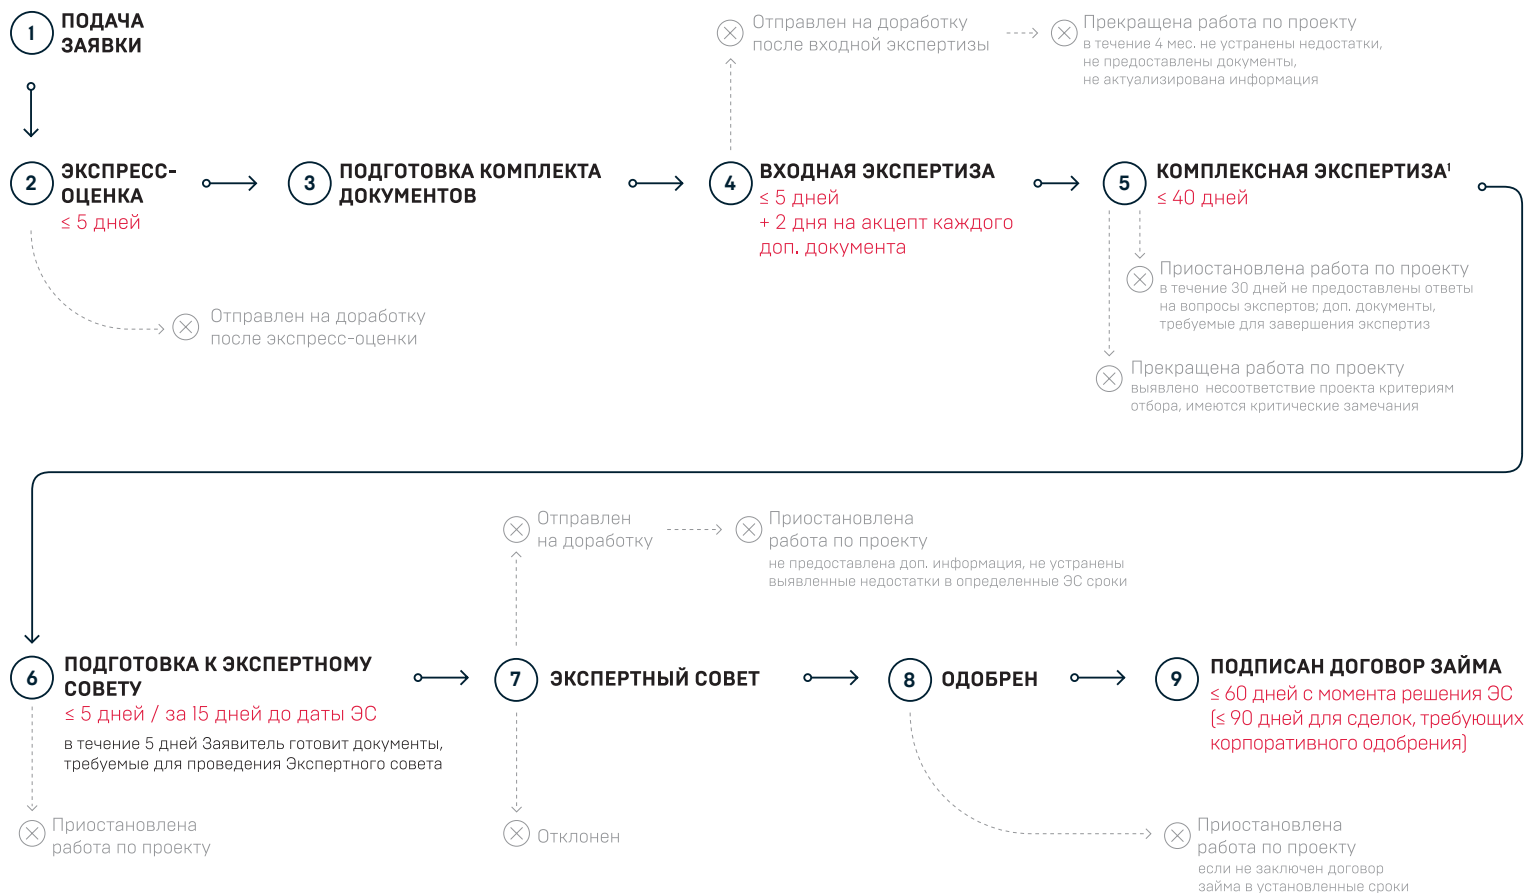 1
ПОДАЧА
ЗАЯВКИ
Отправлен на доработку
после входной экспертизы
Прекращена работа по проекту
в течение 4 мес. не устранены недостатки,
не предоставлены документы,
не актуализирована информация
2
ЭКСПРЕСС-
ОЦЕНКА
≤ 5 дней
3
ПОДГОТОВКА КОМПЛЕКТА
ДОКУМЕНТОВ
4
ВХОДНАЯ ЭКСПЕРТИЗА
≤ 5 дней
+ 2 дня на акцепт каждого
доп. документа
5
КОМПЛЕКСНАЯ ЭКСПЕРТИЗА¹
≤ 40 дней
Отправлен на доработку
после экспресс-оценки
Приостановлена работа по проекту
в течение 30 дней не предоставлены ответы
на вопросы экспертов; доп. документы,
требуемые для завершения экспертиз
Прекращена работа по проекту
выявлено несоответствие проекта критериям
отбора, имеются критические замечания
Отправлен
на доработку
Приостановлена
работа по проекту
не предоставлена доп. информация, не устранены
выявленные недостатки в определенные ЭС сроки
6
ПОДГОТОВКА К ЭКСПЕРТНОМУ
СОВЕТУ
≤ 5 дней / за 15 дней до даты ЭС
в течение 5 дней Заявитель готовит документы,
требуемые для проведения Экспертного совета
7
ЭКСПЕРТНЫЙ СОВЕТ
8
ОДОБРЕН
9
ПОДПИСАН ДОГОВОР ЗАЙМА
≤ 60 дней с момента решения ЭС
(≤ 90 дней для сделок, требующих
корпоративного одобрения)
Приостановлена
работа по проекту
Отклонен
Приостановлена
работа по проекту
если не заключен договор
займа в установленные сроки